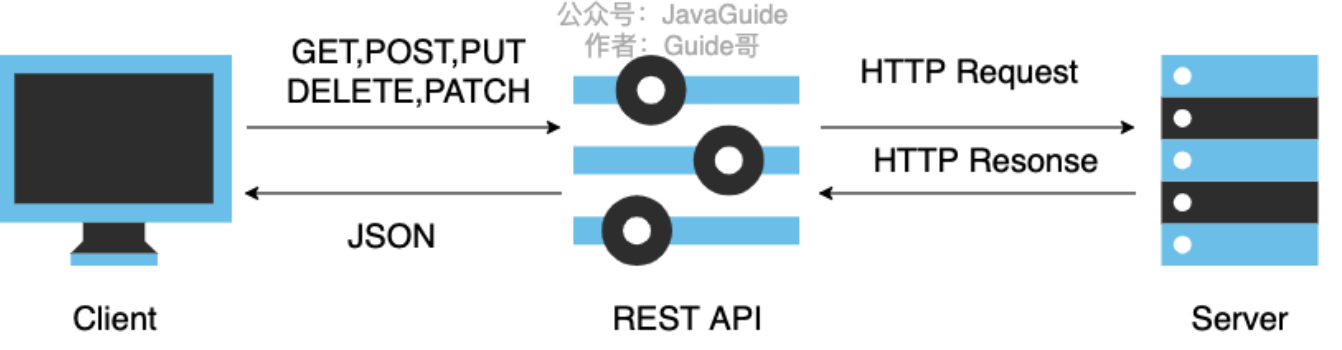 公众号：JavaGuide
作者：Guide哥
GET,POST,PUT
DELETE,PATCH
HTTP Request
HTTP Resonse
JSON
Client
REST API
Server